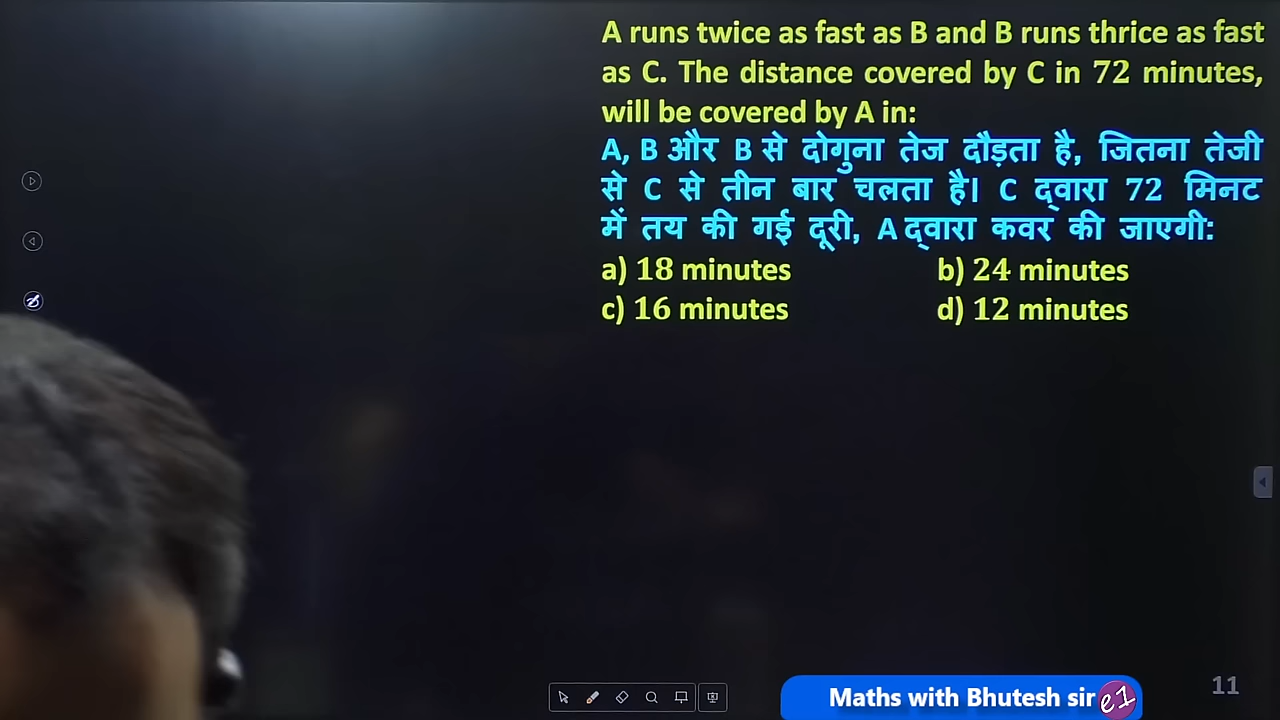 A runs twice as fast as B and B runs thrice as fast
as C. The distance covered by C in 72 minutes,
will be covered by A in:
A, B और B से दोगुना तेज दौड़ता है, जितना तेजी
से C से तीन बार चलता है। C द्वारा 72 मिनट
में तय की गई दूरी, A द्वारा कवर की जाएगी:
a) 18 minutes b) 24 minutes
c) 16 minutes d) 12 minutes
Maths with Bhutesh sir e1
11